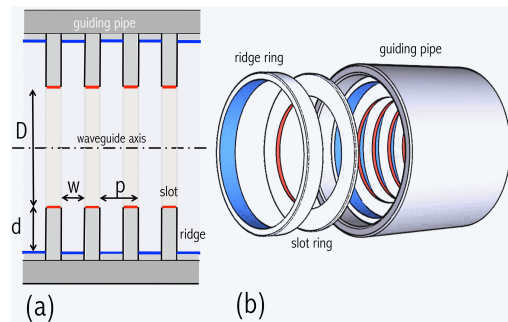 guiding pipe
D
waveguide axis
w
p
slot
d
ridge
(a)
guiding pipe
ridge ring
slot ring
(b)